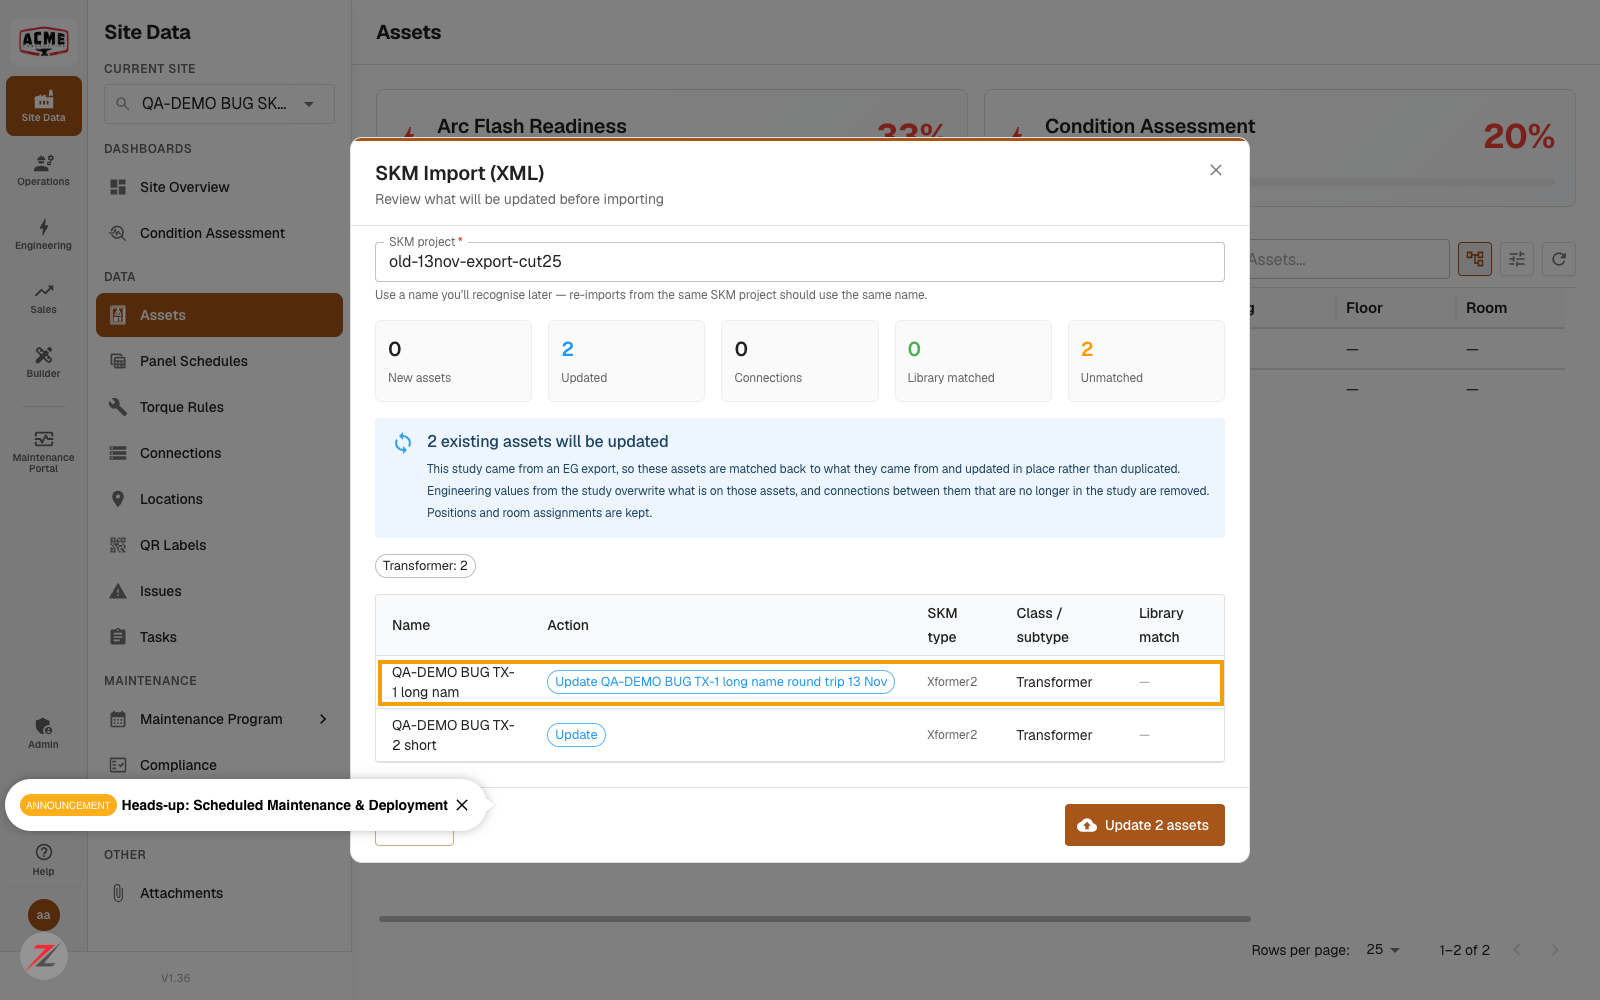 ACME
Site Data
Operations
Engineering
Sales
Builder
Maintenance
Portal
Admin
Help
aa
Site Data
CURRENT SITE
QA-DEMO BUG SK...
DASHBOARDS
Site Overview
Condition Assessment
DATA
Assets
Panel Schedules
Torque Rules
Connections
Locations
QR Labels
Issues
Tasks
MAINTENANCE
Maintenance Program
Compliance
OTHER
Attachments
V1.36
ANNOUNCEMENT Heads-up: Scheduled Maintenance & Deployment
Assets
Arc Flash Readiness
33%
Condition Assessment
20%
Assets...
Floor
Room
—
—
—
—
SKM Import (XML)
Review what will be updated before importing
SKM project *
old-13nov-export-cut25
Use a name you'll recognise later — re-imports from the same SKM project should use the same name.
0
New assets
2
Updated
0
Connections
0
Library matched
2
Unmatched
2 existing assets will be updated
This study came from an EG export, so these assets are matched back to what they came from and updated in place rather than duplicated.
Engineering values from the study overwrite what is on those assets, and connections between them that are no longer in the study are removed.
Positions and room assignments are kept.
Transformer: 2
Name
Action
SKM
type
Class /
subtype
Library
match
QA-DEMO BUG TX-
1 long nam
Update QA-DEMO BUG TX-1 long name round trip 13 Nov
Xformer2
Transformer
—
QA-DEMO BUG TX-
2 short
Update
Xformer2
Transformer
—
Update 2 assets
Rows per page: 25
1–2 of 2